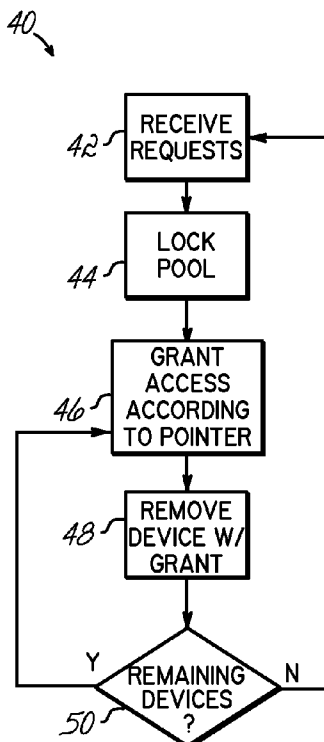 40
42
RECEIVE
REQUESTS
44
LOCK
POOL
46
GRANT
ACCESS
ACCORDING
TO POINTER
48
REMOVE
DEVICE W/
GRANT
Y
N
50
REMAINING
DEVICES
?